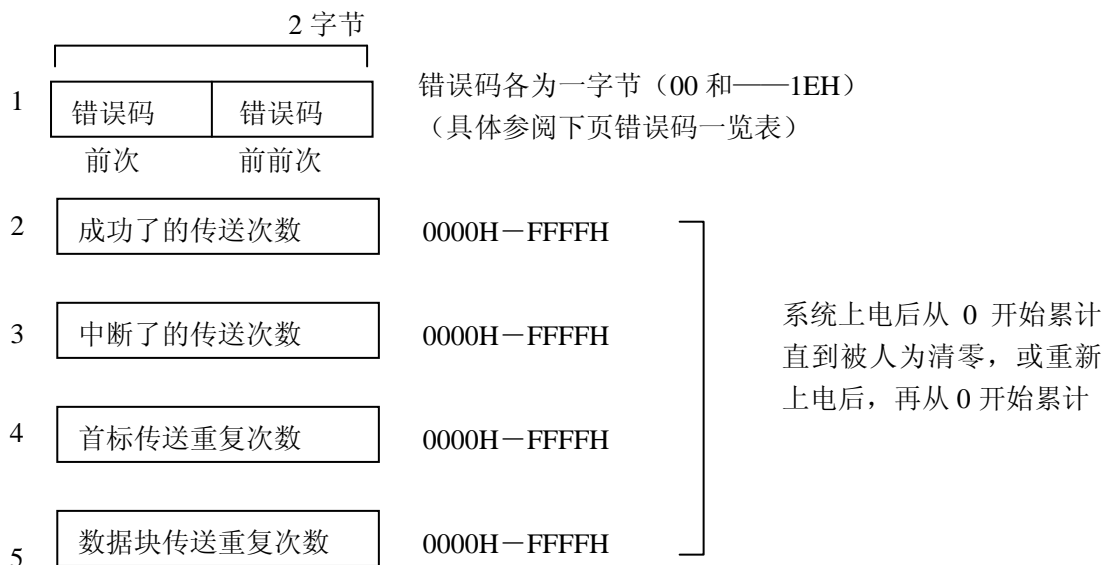 2 字节
1 错误码 错误码 错误码各为一字节（00 和——1EH）
（具体参阅下页错误码一览表）
前次 前前次
2 成功了的传送次数 0000H－FFFFH
3 中断了的传送次数 0000H－FFFFH
系统上电后从 0 开始累计
直到被人为清零，或重新
上电后，再从 0 开始累计
4 首标传送重复次数 0000H－FFFFH
5 数据块传送重复次数 0000H－FFFFH